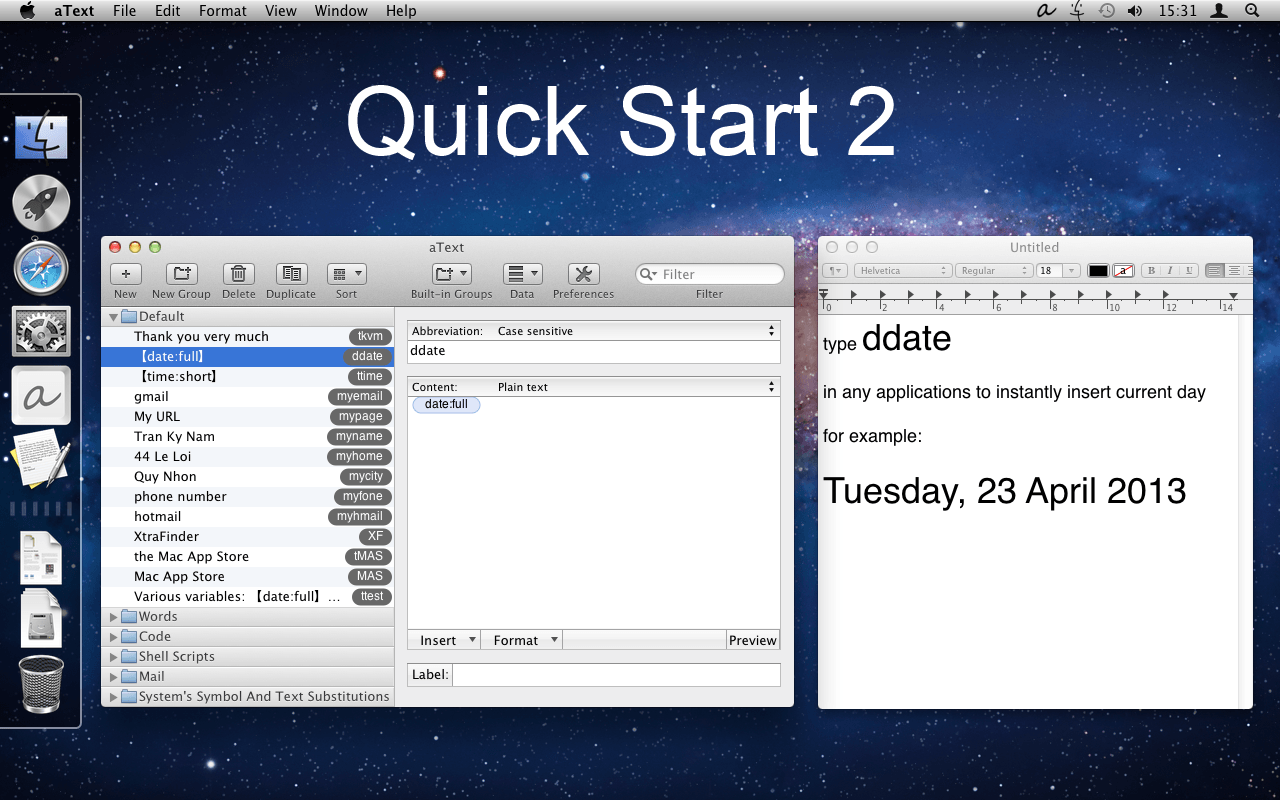 aText File Edit Format View Window Help
a 15:31
Quick Start 2
aText
New New Group Delete Duplicate Sort Built-in Groups Data Preferences Filter
Filter
Default
Thank you very much tkvm
【date:full】 ddate
【time:short】 ttime
gmail myemail
My URL mypage
Tran Ky Nam myname
44 Le Loi myhome
Quy Nhon mycity
phone number myfone
hotmail myhmail
XtraFinder XF
the Mac App Store tMAS
Mac App Store MAS
Various variables: 【date:full】 ... ttest
Words
Code
Shell Scripts
Mail
System's Symbol And Text Substitutions
Abbreviation: Case sensitive
ddate
Content: Plain text
date:full
Insert Format Preview
Label:
Untitled
Helvetica Regular 18 a B I U
0 2 4 6 8 10 12 14
type ddate
in any applications to instantly insert current day
for example:
Tuesday, 23 April 2013
a